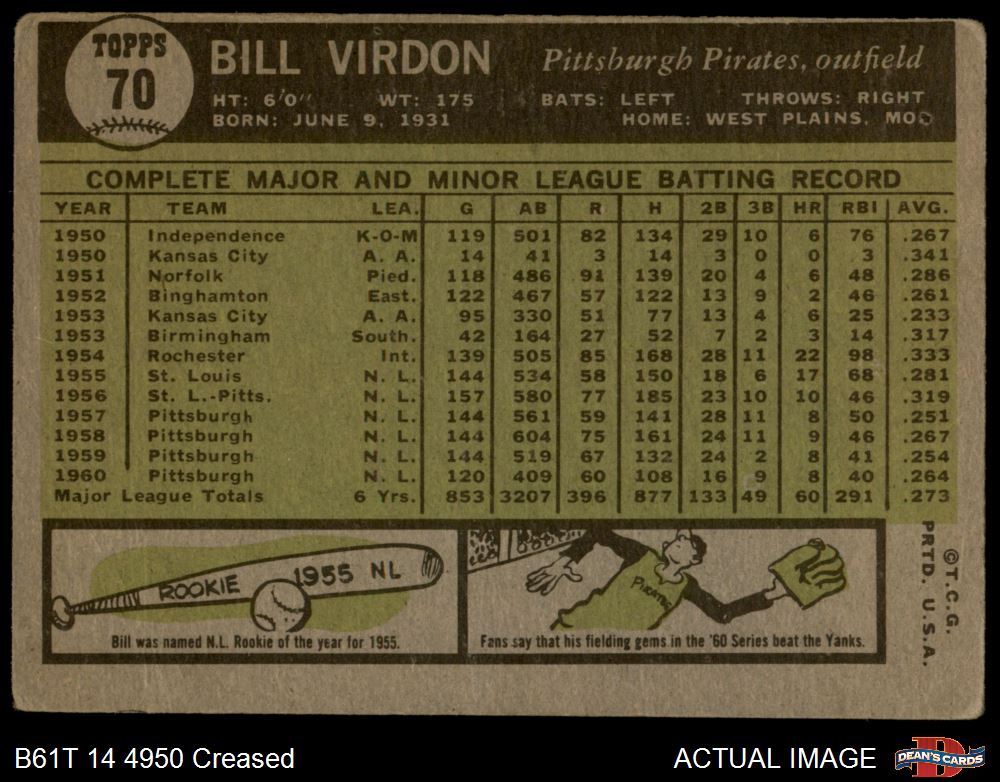 TOPPS
70
BILL VIRDON Pittsburgh Pirates, outfield
HT: 6'0" WT: 175 BATS: LEFT THROWS: RIGHT
BORN: JUNE 9, 1931 HOME: WEST PLAINS, MO.
COMPLETE MAJOR AND MINOR LEAGUE BATTING RECORD
YEAR TEAM LEA. G AB R H 2B 3B HR RBI AVG.
1950 Independence K-O-M 119 501 82 134 29 10 6 76 .267
1950 Kansas City A. A. 14 41 3 14 3 0 0 3 .341
1951 Norfolk Pied. 118 486 91 139 20 4 6 48 .286
1952 Binghamton East. 122 467 57 122 13 9 2 46 .261
1953 Kansas City A. A. 95 330 51 77 13 4 6 25 .233
1953 Birmingham South. 42 164 27 52 7 2 3 14 .317
1954 Rochester Int. 139 505 85 168 28 11 22 98 .333
1955 St. Louis N. L. 144 534 58 150 18 6 17 68 .281
1956 St. L.-Pitts. N. L. 157 580 77 185 23 10 10 46 .319
1957 Pittsburgh N. L. 144 561 59 141 28 11 8 50 .251
1958 Pittsburgh N. L. 144 604 75 161 24 11 9 46 .267
1959 Pittsburgh N. L. 144 519 67 132 24 2 8 41 .254
1960 Pittsburgh N. L. 120 409 60 108 16 9 8 40 .264
Major League Totals 6 Yrs. 853 3207 396 877 133 49 60 291 .273
ROOKIE 1955 NL
Bill was named N.L. Rookie of the year for 1955.
PIRATES
Fans say that his fielding gems in the '60 Series beat the Yanks.
©T.C.G.
PRTD. U.S.A.
B61T 14 4950 Creased
ACTUAL IMAGE
D
DEAN'S CARDS